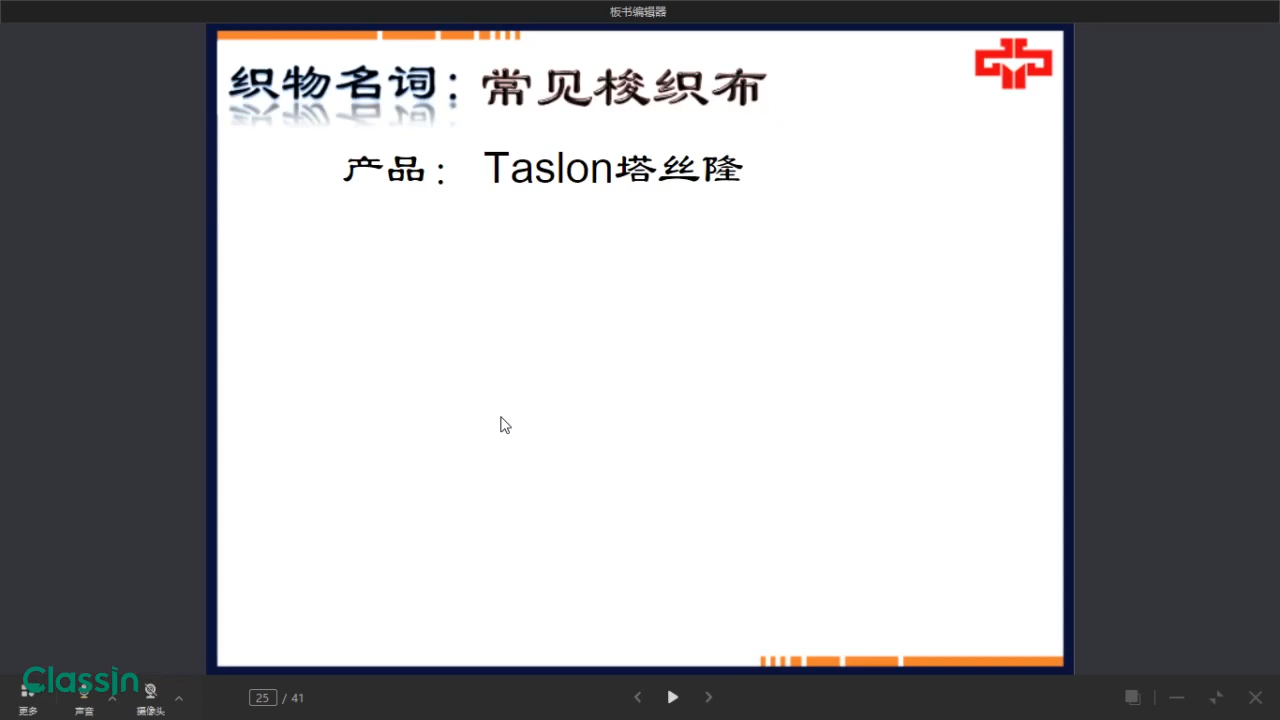 板书编辑器
织物名词：常见梭织布
产品： Taslon塔丝隆
ClassIn
更多
声音
摄像头
25 / 41